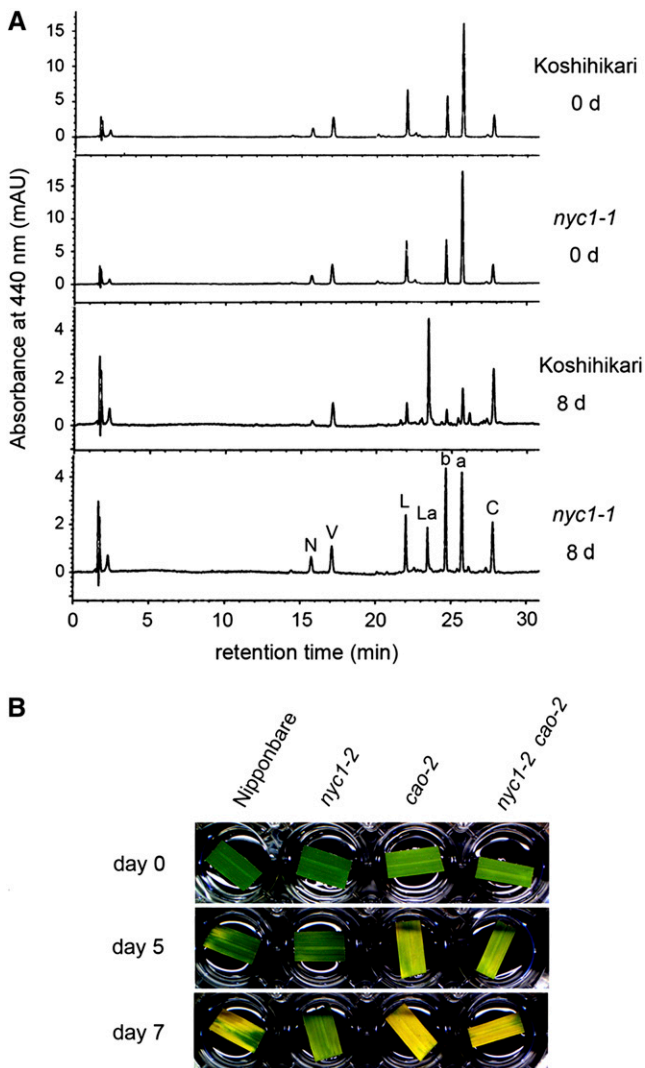 A
Absorbance at 440 nm (mAU)
15
10
5
0
Koshihikari
0 d
15
10
5
0
nyc1-1
0 d
4
2
0
Koshihikari
8 d
4
2
0
N
V
L
La
b
a
C
nyc1-1
8 d
0
5
10
15
20
25
30
retention time (min)
B
Nipponbare
nyc1-2
cao-2
nyc1-2 cao-2
day 0
day 5
day 7